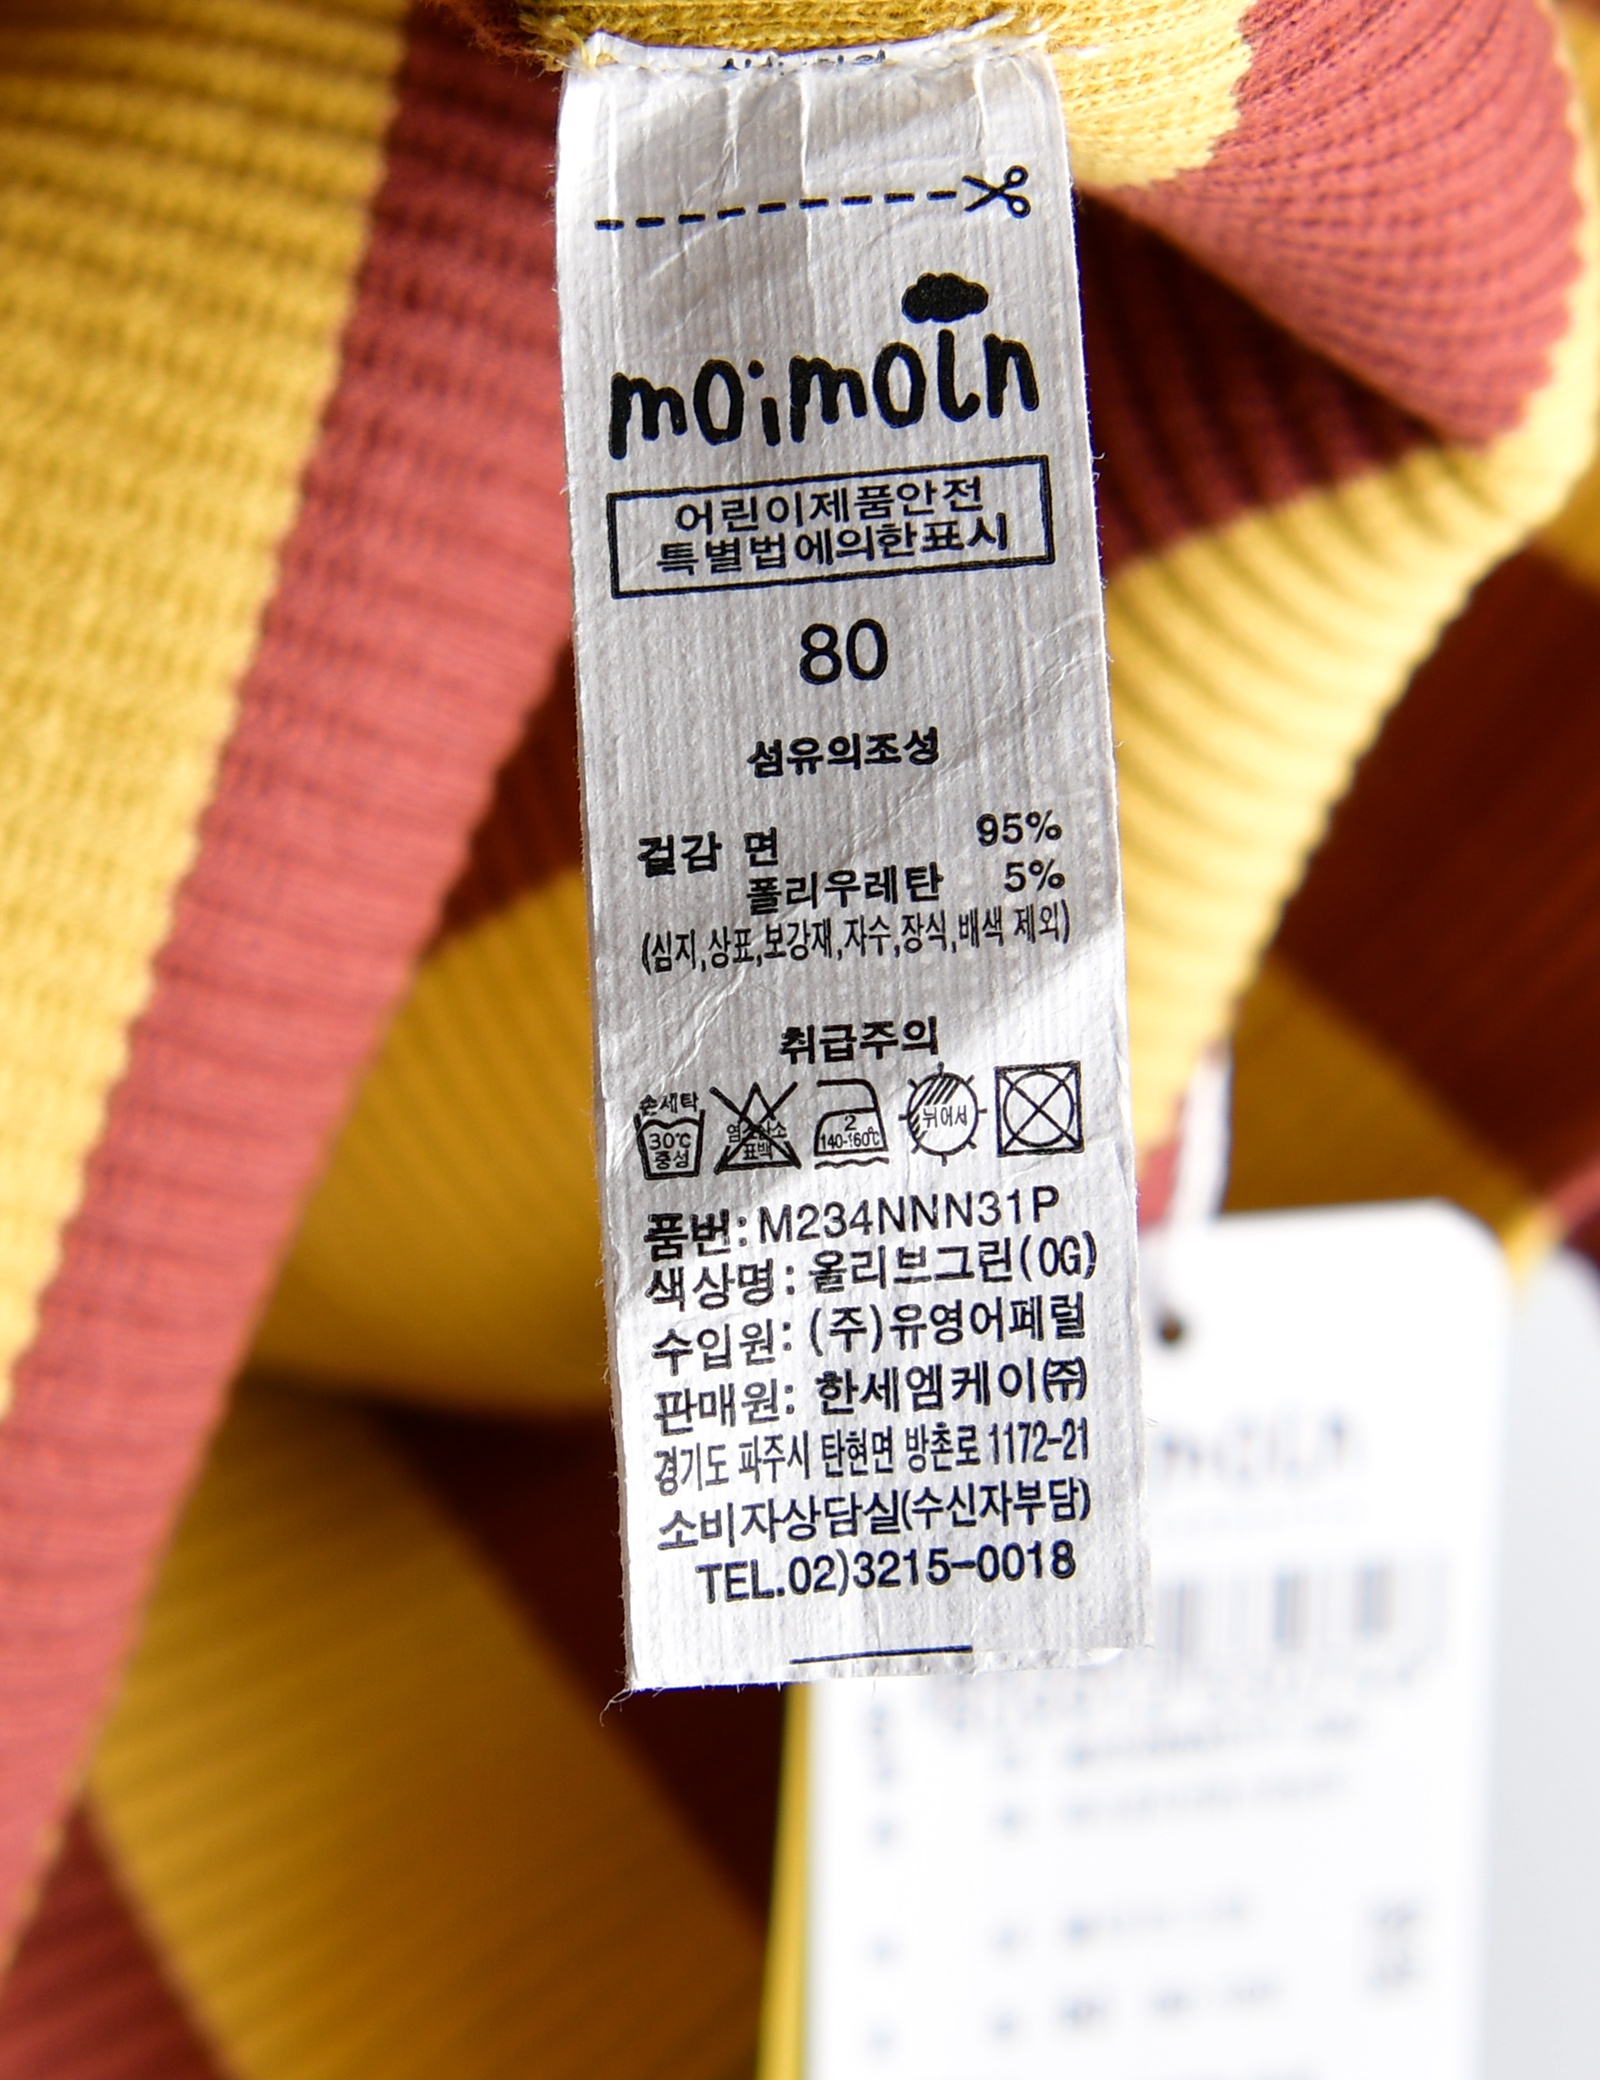 moimoln
어린이제품안전
특별법에의한표시
80
섬유의조성
겉감 면 95%
폴리우레탄 5%
(심지,상표,보강재,자수,장식,배색 제외)
취급주의
손세탁
30℃
중성
염소산소
표백
2
140-160℃
뉘어서
품번: M234NNN31P
색상명: 올리브그린(OG)
수입원: (주)유영어페럴
판매원: 한세엠케이㈜
경기도 파주시 탄현면 방촌로 1172-21
소비자상담실(수신자부담)
TEL.02)3215-0018